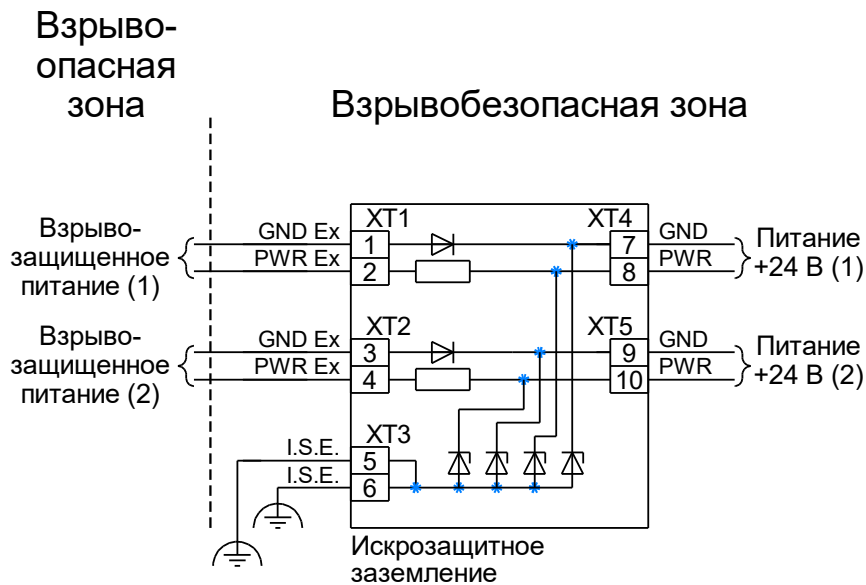 Взрыво-
опасная
зона
Взрывобезопасная зона
Взрыво-
защищенное
питание (1)
GND Ex
PWR Ex
XT1
1
2
XT4
7
8
GND
PWR
Питание
+24 В (1)
Взрыво-
защищенное
питание (2)
GND Ex
PWR Ex
XT2
3
4
XT5
9
10
GND
PWR
Питание
+24 В (2)
I.S.E.
I.S.E.
XT3
5
6
Искрозащитное
заземление